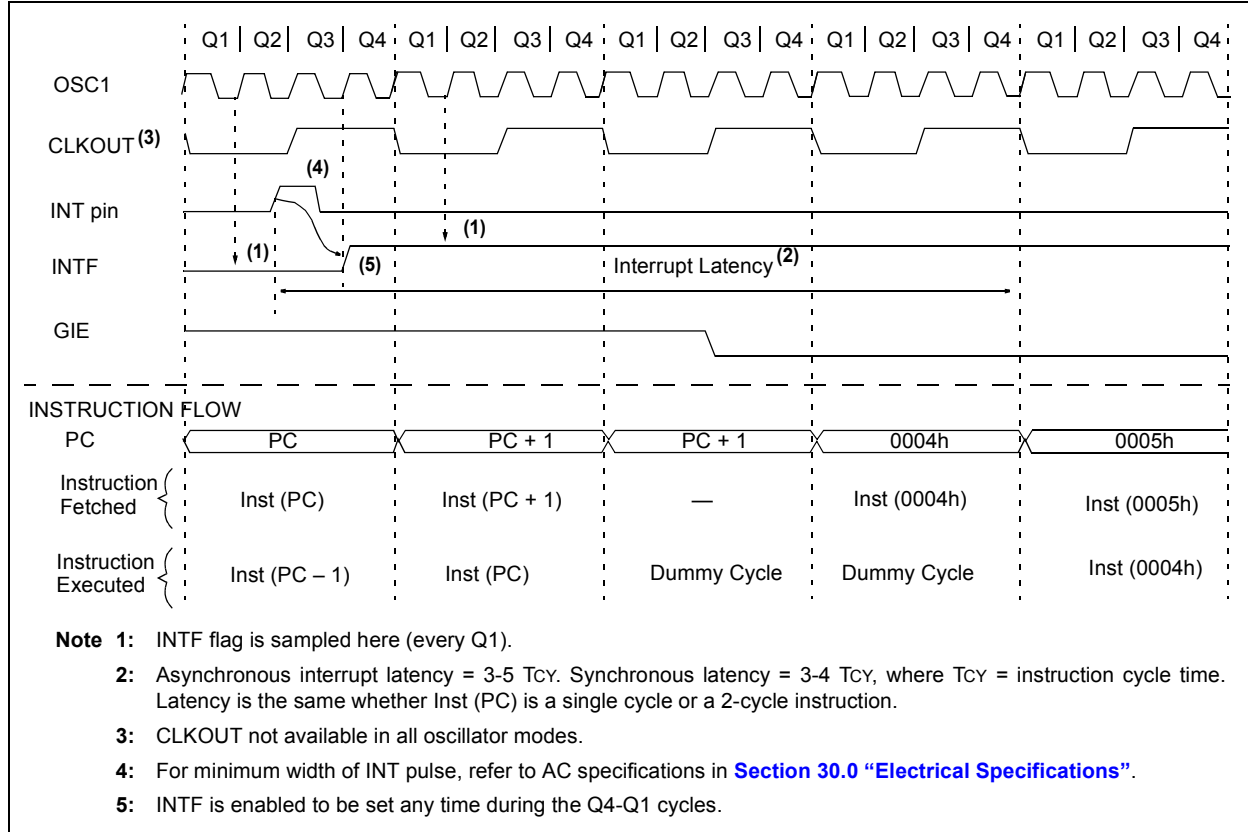 Q1 Q2 Q3 Q4 Q1 Q2 Q3 Q4 Q1 Q2 Q3 Q4 Q1 Q2 Q3 Q4 Q1 Q2 Q3 Q4
OSC1
CLKOUT (3)
(4)
INT pin
(1)
(1)
INTF
(5)
Interrupt Latency (2)
GIE
INSTRUCTION FLOW
PC PC PC + 1 PC + 1 0004h 0005h
Instruction
Fetched
Inst (PC) Inst (PC + 1) — Inst (0004h) Inst (0005h)
Instruction
Executed
Inst (PC – 1) Inst (PC) Dummy Cycle Dummy Cycle Inst (0004h)
Note 1: INTF flag is sampled here (every Q1).
2: Asynchronous interrupt latency = 3-5 TCY. Synchronous latency = 3-4 TCY, where TCY = instruction cycle time.
Latency is the same whether Inst (PC) is a single cycle or a 2-cycle instruction.
3: CLKOUT not available in all oscillator modes.
4: For minimum width of INT pulse, refer to AC specifications in Section 30.0 “Electrical Specifications”.
5: INTF is enabled to be set any time during the Q4-Q1 cycles.